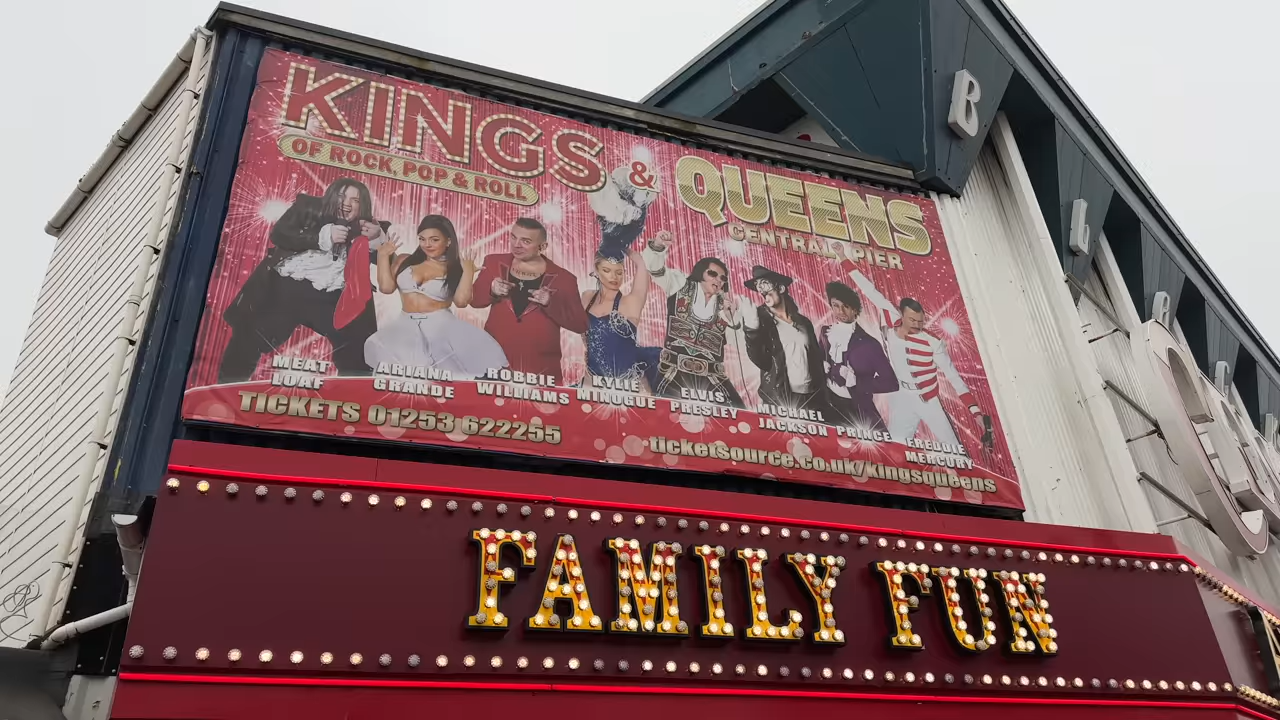 KINGS & QUEENS
OF ROCK, POP & ROLL
CENTRAL PIER
MEAT LOAF
ARIANA GRANDE
ROBBIE WILLIAMS
KYLIE MINOGUE
ELVIS PRESLEY
MICHAEL JACKSON
PRINCE
FREDDIE MERCURY
TICKETS 01253 622255
ticketsource.co.uk/kingsqueens
FAMILY FUN
B
L